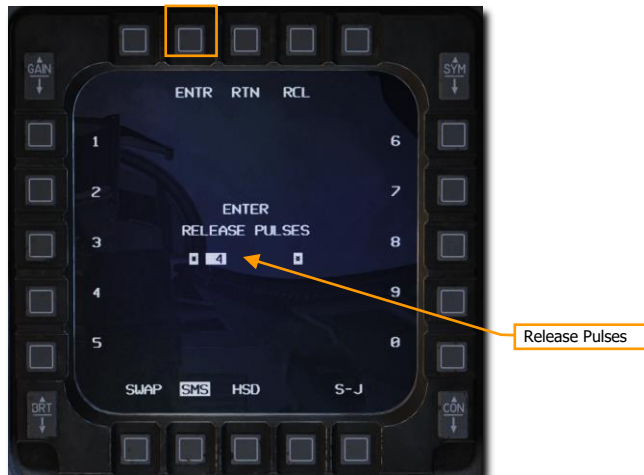 GAIN
SYM
ENTR RTN RCL
1 6
2 7
ENTER
RELEASE PULSES
3 8
4
4 9
5 0
Release Pulses
SWAP SMS HSD S-J
BRT
CON